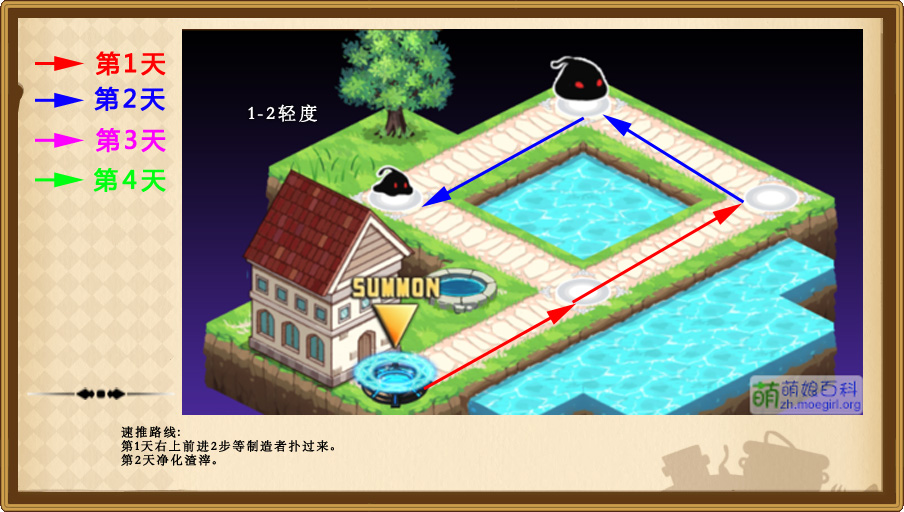 第1天
第2天
第3天
第4天
1-2轻度
SUMMON
萌 萌娘百科
zh.moegirl.org
速推路线:
第1天右上前进2步等制造者扑过来。
第2天净化渣滓。